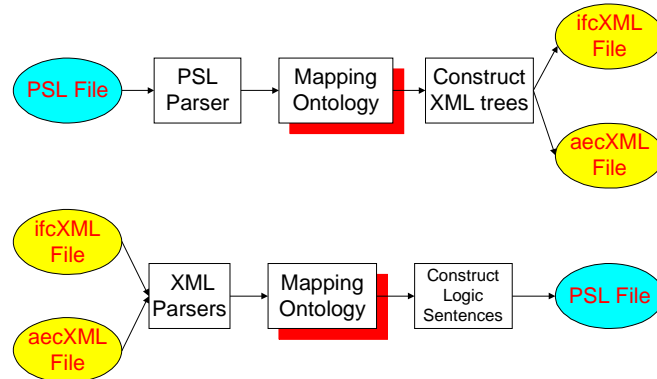 ifcXML
File
PSL File
PSL
Parser
Mapping
Ontology
Construct
XML trees
aecXML
File
ifcXML
File
XML
Parsers
Mapping
Ontology
Construct
Logic
Sentences
PSL File
aecXML
File